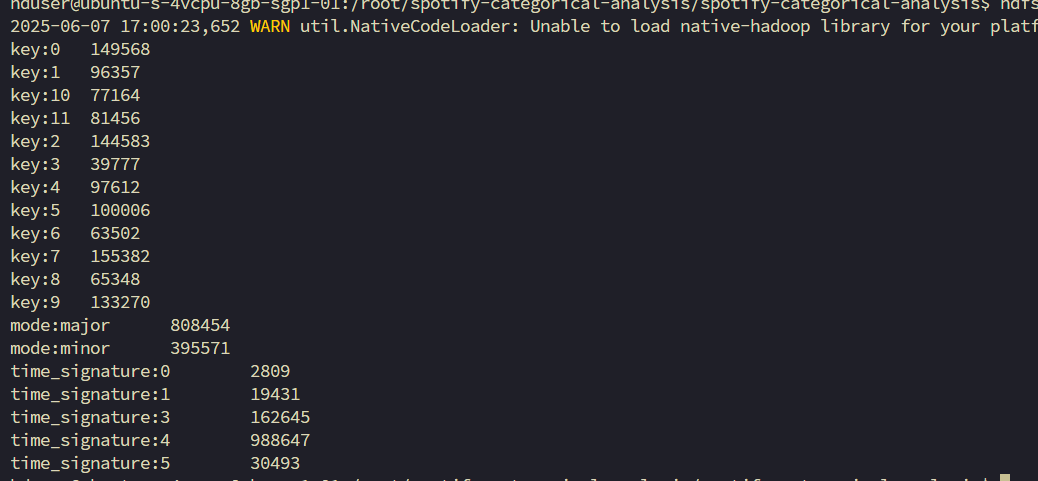 hduser@ubuntu-s-4vcpu-8gb-sgp1-01:/root/spotify-categorical-analysis/spotify-categorical-analysis$ hdfs
2025-06-07 17:00:23,652 WARN util.NativeCodeLoader: Unable to load native-hadoop library for your platf
key:0 149568
key:1 96357
key:10 77164
key:11 81456
key:2 144583
key:3 39777
key:4 97612
key:5 100006
key:6 63502
key:7 155382
key:8 65348
key:9 133270
mode:major 808454
mode:minor 395571
time_signature:0 2809
time_signature:1 19431
time_signature:3 162645
time_signature:4 988647
time_signature:5 30493